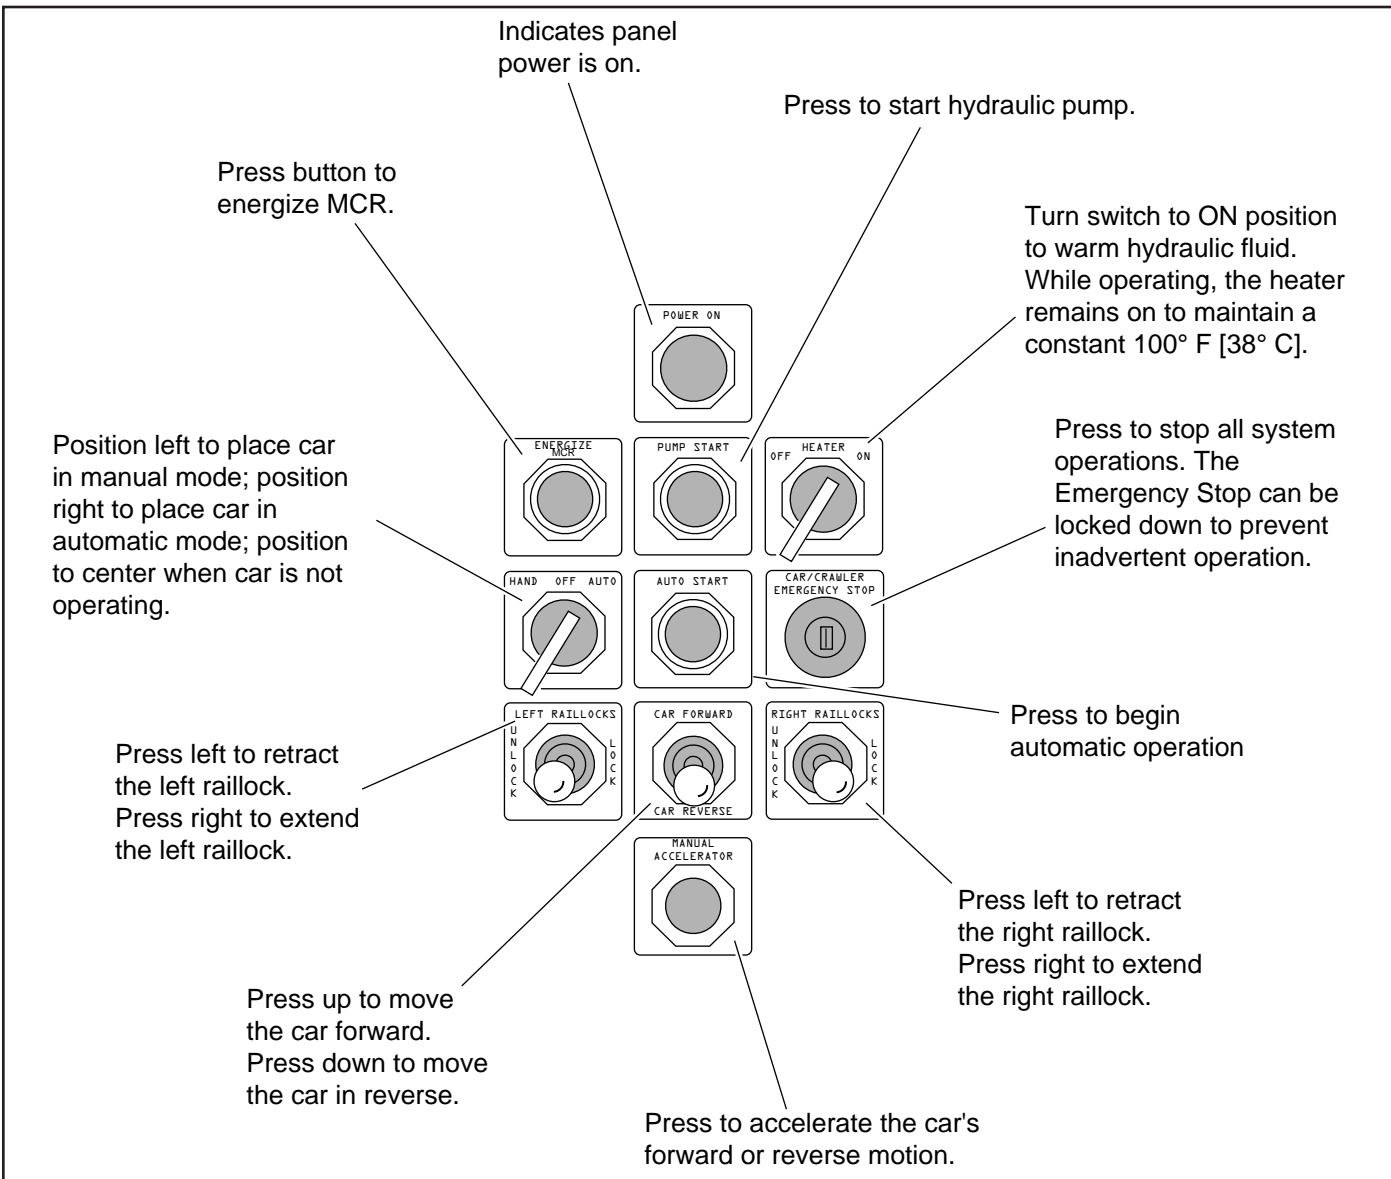 Indicates panel
power is on.
Press to start hydraulic pump.
Press button to
energize MCR.
Turn switch to ON position
to warm hydraulic fluid.
While operating, the heater
remains on to maintain a
constant 100° F [38° C].
POWER ON
Position left to place car
in manual mode; position
right to place car in
automatic mode; position
to center when car is not
operating.
ENERGIZE
MCR
PUMP START
HEATER
OFF ON
Press to stop all system
operations. The
Emergency Stop can be
locked down to prevent
inadvertent operation.
HAND OFF AUTO
AUTO START
CAR/CRAWLER
EMERGENCY STOP
Press to begin
automatic operation
LEFT RAILLOCKS
UNLOCK
LOCK
CAR FORWARD
CAR REVERSE
RIGHT RAILLOCKS
UNLOCK
LOCK
Press left to retract
the left raillock.
Press right to extend
the left raillock.
MANUAL
ACCELERATOR
Press left to retract
the right raillock.
Press right to extend
the right raillock.
Press up to move
the car forward.
Press down to move
the car in reverse.
Press to accelerate the car's
forward or reverse motion.